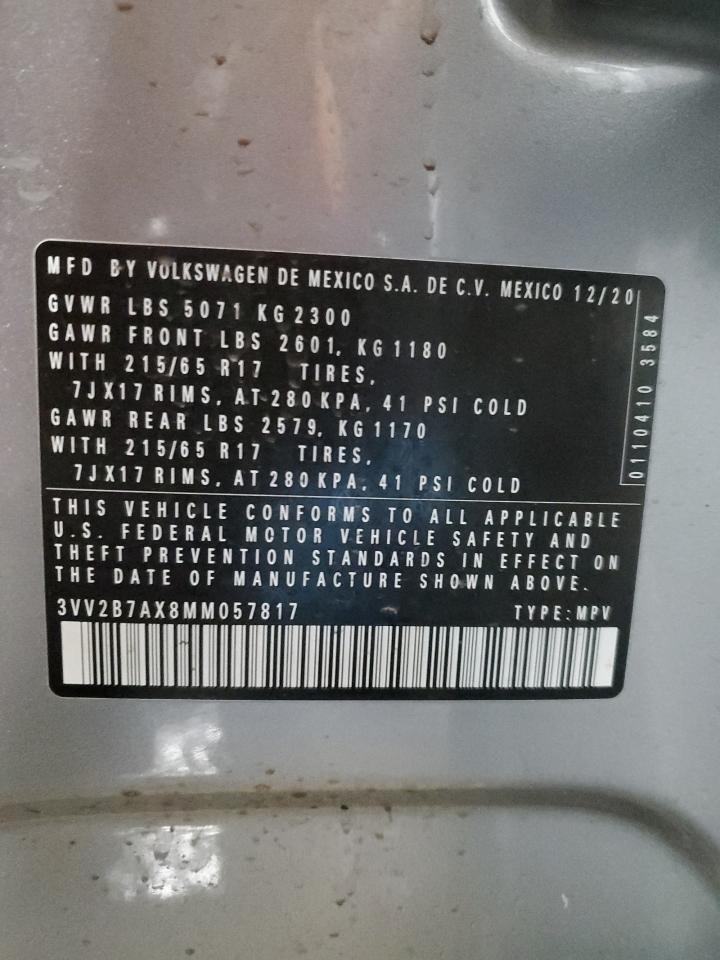 MFD BY VOLKSWAGEN DE MEXICO S.A. DE C.V. MEXICO 12/20
GVWR LBS 5071 KG 2300
GAWR FRONT LBS 2601, KG 1180
WITH 215/65 R17 TIRES,
7JX17 RIMS, AT 280 KPA, 41 PSI COLD
GAWR REAR LBS 2579, KG 1170
WITH 215/65 R17 TIRES,
7JX17 RIMS, AT 280 KPA, 41 PSI COLD
0110410 3584
THIS VEHICLE CONFORMS TO ALL APPLICABLE
U.S. FEDERAL MOTOR VEHICLE SAFETY AND
THEFT PREVENTION STANDARDS IN EFFECT ON
THE DATE OF MANUFACTURE SHOWN ABOVE.
3VV2B7AX8MM057817 TYPE:MPV